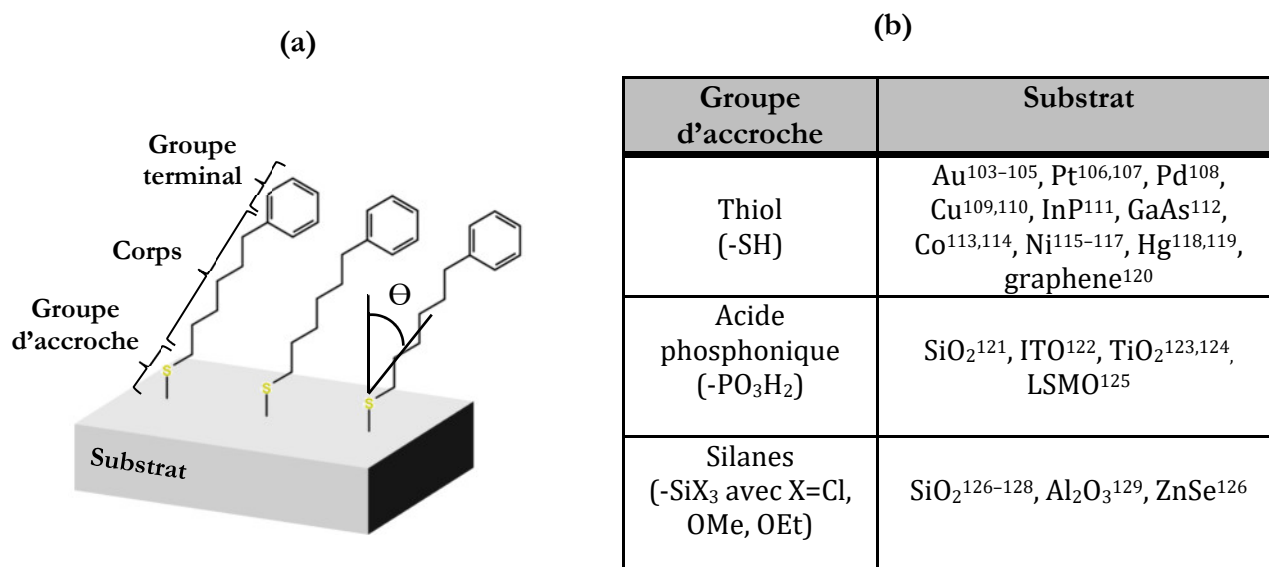 (a)
Groupe
terminal
Corps
Groupe
d'accroche
S
S
S
Θ
Substrat
(b)
Groupe
d'accroche
Substrat
Thiol
(-SH)
Au¹⁰³⁻¹⁰⁵, Pt¹⁰⁶,¹⁰⁷, Pd¹⁰⁸,
Cu¹⁰⁹,¹¹⁰, InP¹¹¹, GaAs¹¹²,
Co¹¹³,¹¹⁴, Ni¹¹⁵⁻¹¹⁷, Hg¹¹⁸,¹¹⁹,
graphene¹²⁰
Acide
phosphonique
(-PO₃H₂)
SiO₂¹²¹, ITO¹²², TiO₂¹²³,¹²⁴,
LSMO¹²⁵
Silanes
(-SiX₃ avec X=Cl,
OMe, OEt)
SiO₂¹²⁶⁻¹²⁸, Al₂O₃¹²⁹, ZnSe¹²⁶